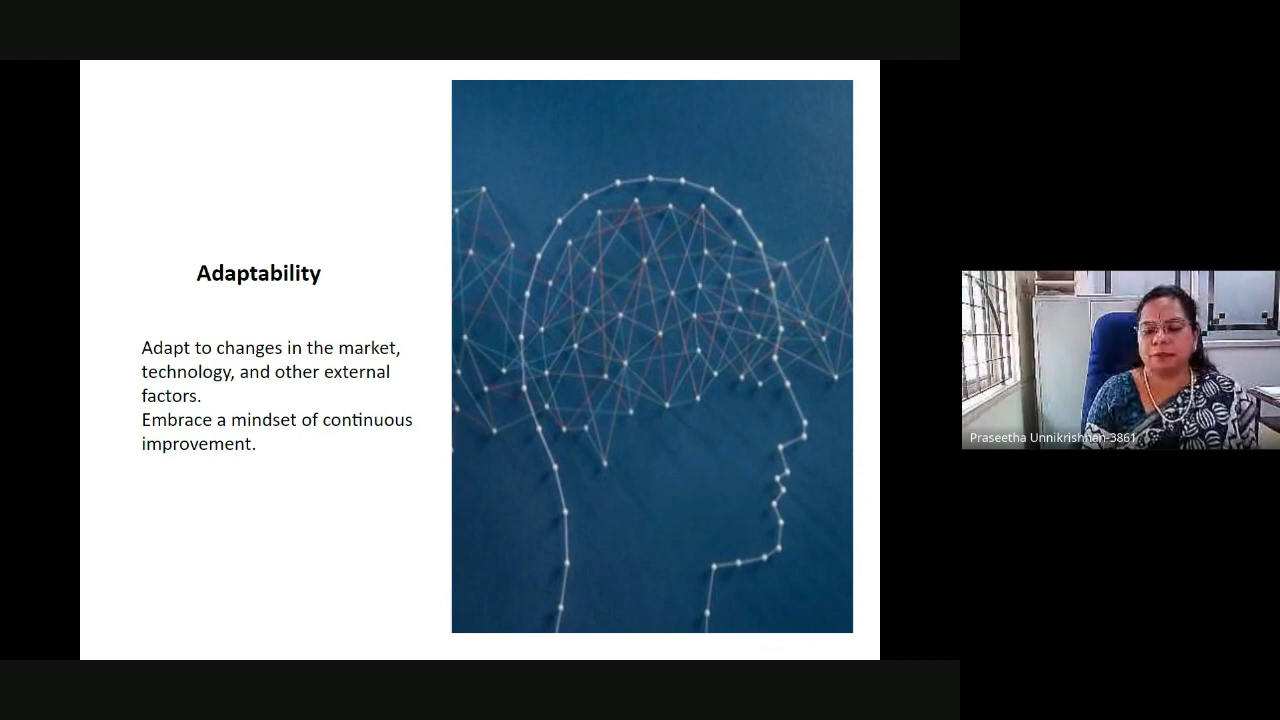 Adaptability
Adapt to changes in the market,
technology, and other external
factors.
Embrace a mindset of continuous
improvement.
Praseetha Unnikrishnan-3861